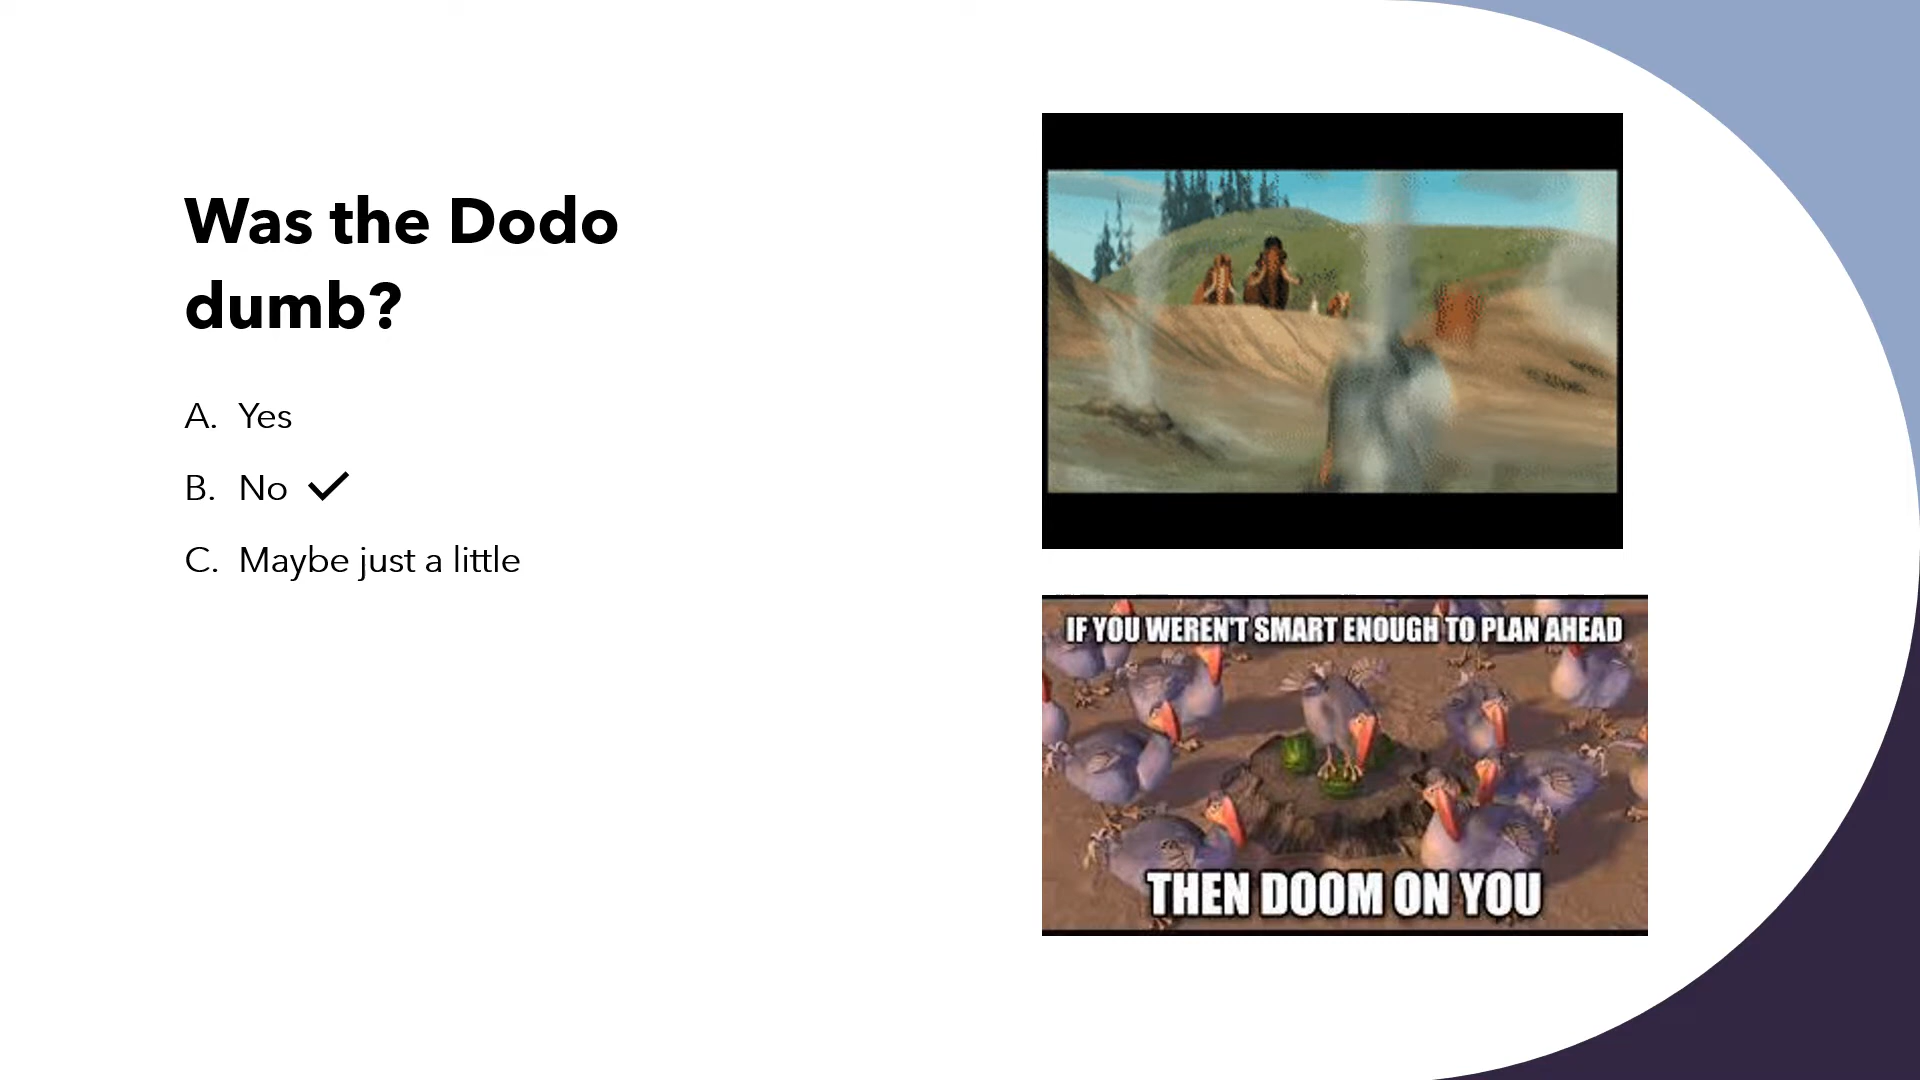 Was the Dodo
dumb?
A. Yes
B. No ✓
C. Maybe just a little
IF YOU WEREN'T SMART ENOUGH TO PLAN AHEAD
THEN DOOM ON YOU